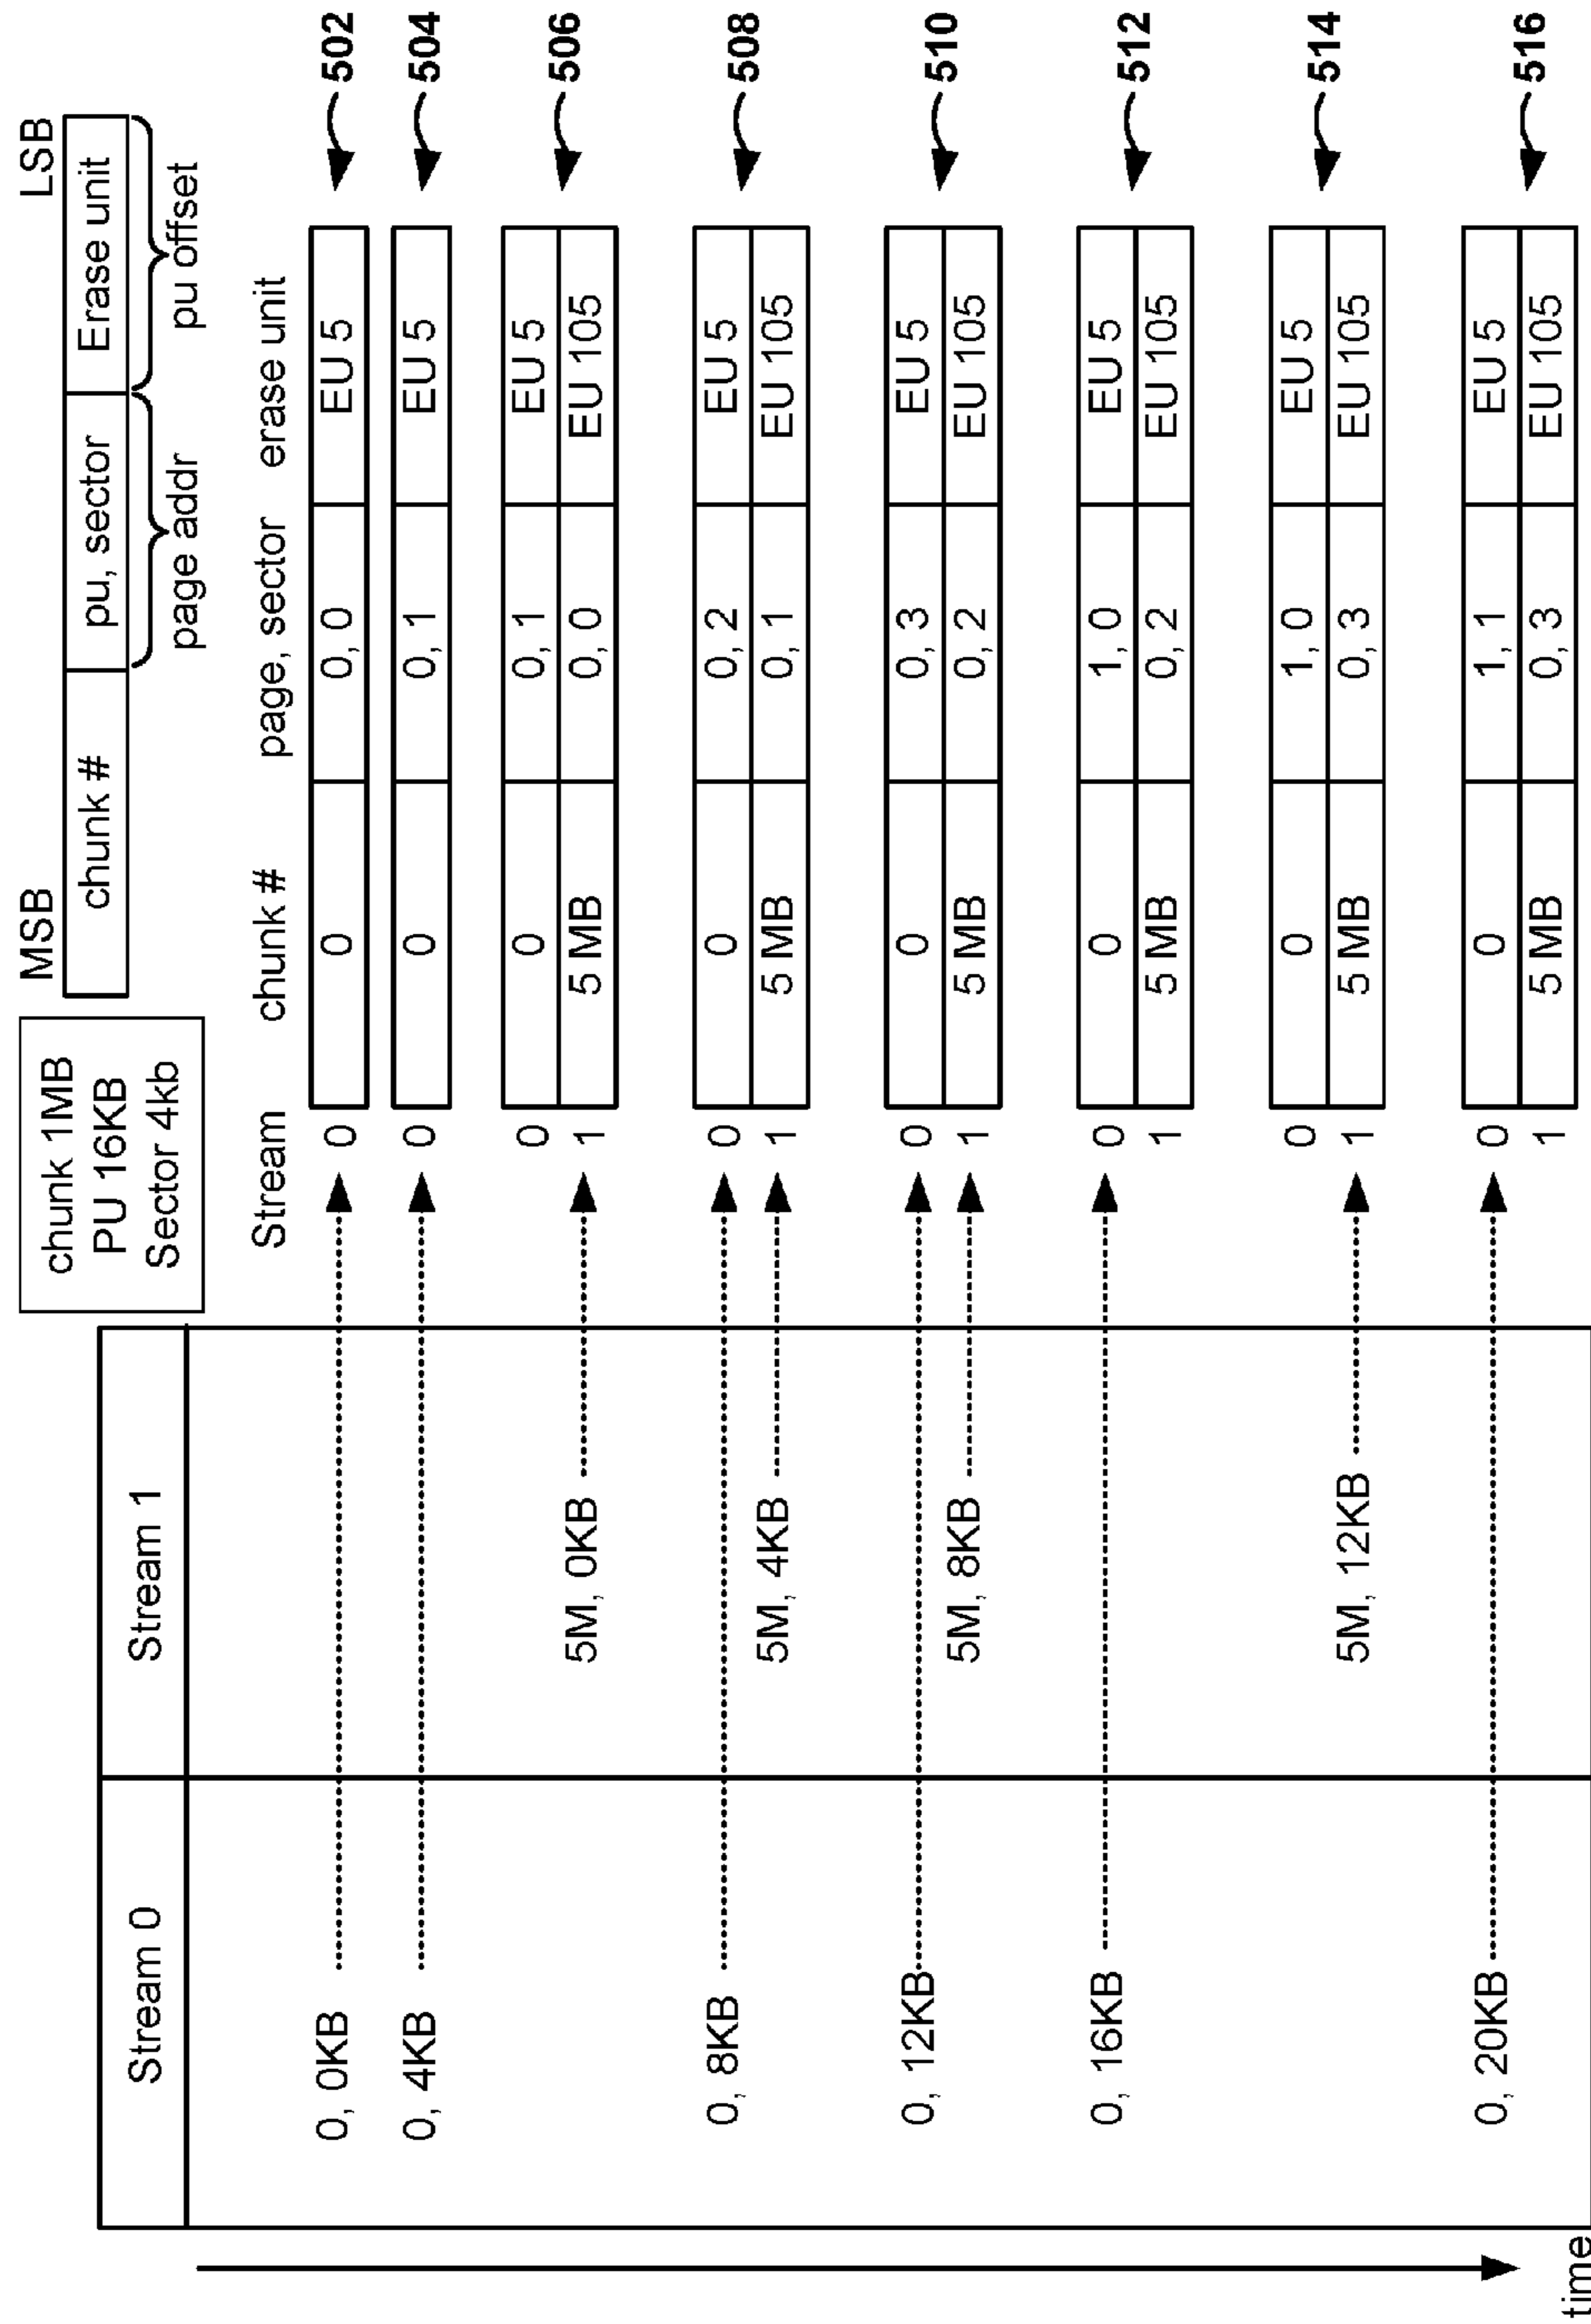 chunk 1MB
PU 16KB
Sector 4kb
MSB
LSB
chunk #
pu, sector
Erase unit
page addr
pu offset
Stream 0
Stream 1
Stream
chunk #
page, sector
erase unit
0, 0KB
0
0
0, 0
EU 5
502
0, 4KB
0
0
0, 1
EU 5
504
0
0
0, 1
EU 5
506
5M, 0KB
1
5 MB
0, 0
EU 105
0, 8KB
0
0
0, 2
EU 5
508
5M, 4KB
1
5 MB
0, 1
EU 105
0, 12KB
0
0
0, 3
EU 5
510
5M, 8KB
1
5 MB
0, 2
EU 105
0, 16KB
0
0
1, 0
EU 5
512
1
5 MB
0, 2
EU 105
0
0
1, 0
EU 5
514
5M, 12KB
1
5 MB
0, 3
EU 105
0, 20KB
0
0
1, 1
EU 5
516
1
5 MB
0, 3
EU 105
time